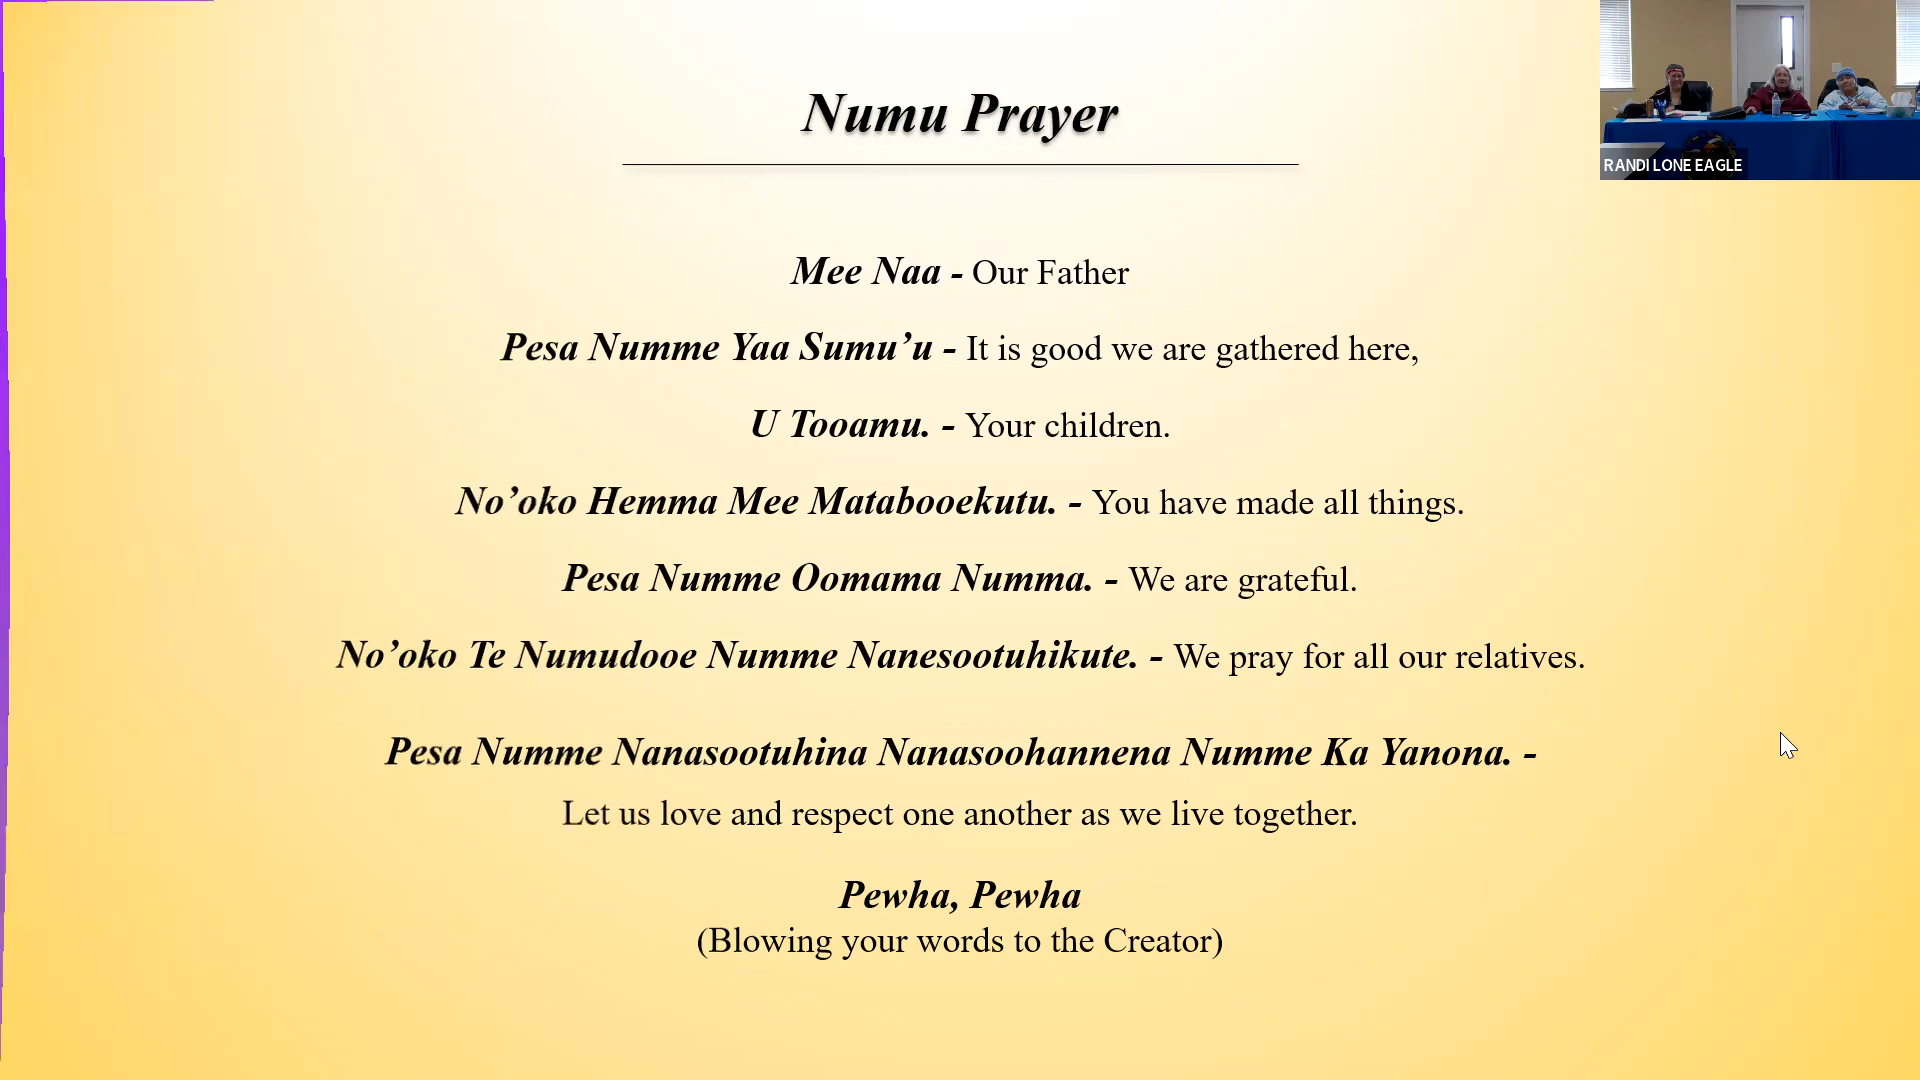 Numu Prayer
RANDI LONE EAGLE
Mee Naa - Our Father
Pesa Numme Yaa Sumu’u - It is good we are gathered here,
U Tooamu. - Your children.
No’oko Hemma Mee Matabooekutu. - You have made all things.
Pesa Numme Oomama Numma. - We are grateful.
No’oko Te Numudooe Numme Nanesootuhikute. - We pray for all our relatives.
Pesa Numme Nanasootuhina Nanasoohannena Numme Ka Yanona. -
Let us love and respect one another as we live together.
Pewha, Pewha
(Blowing your words to the Creator)